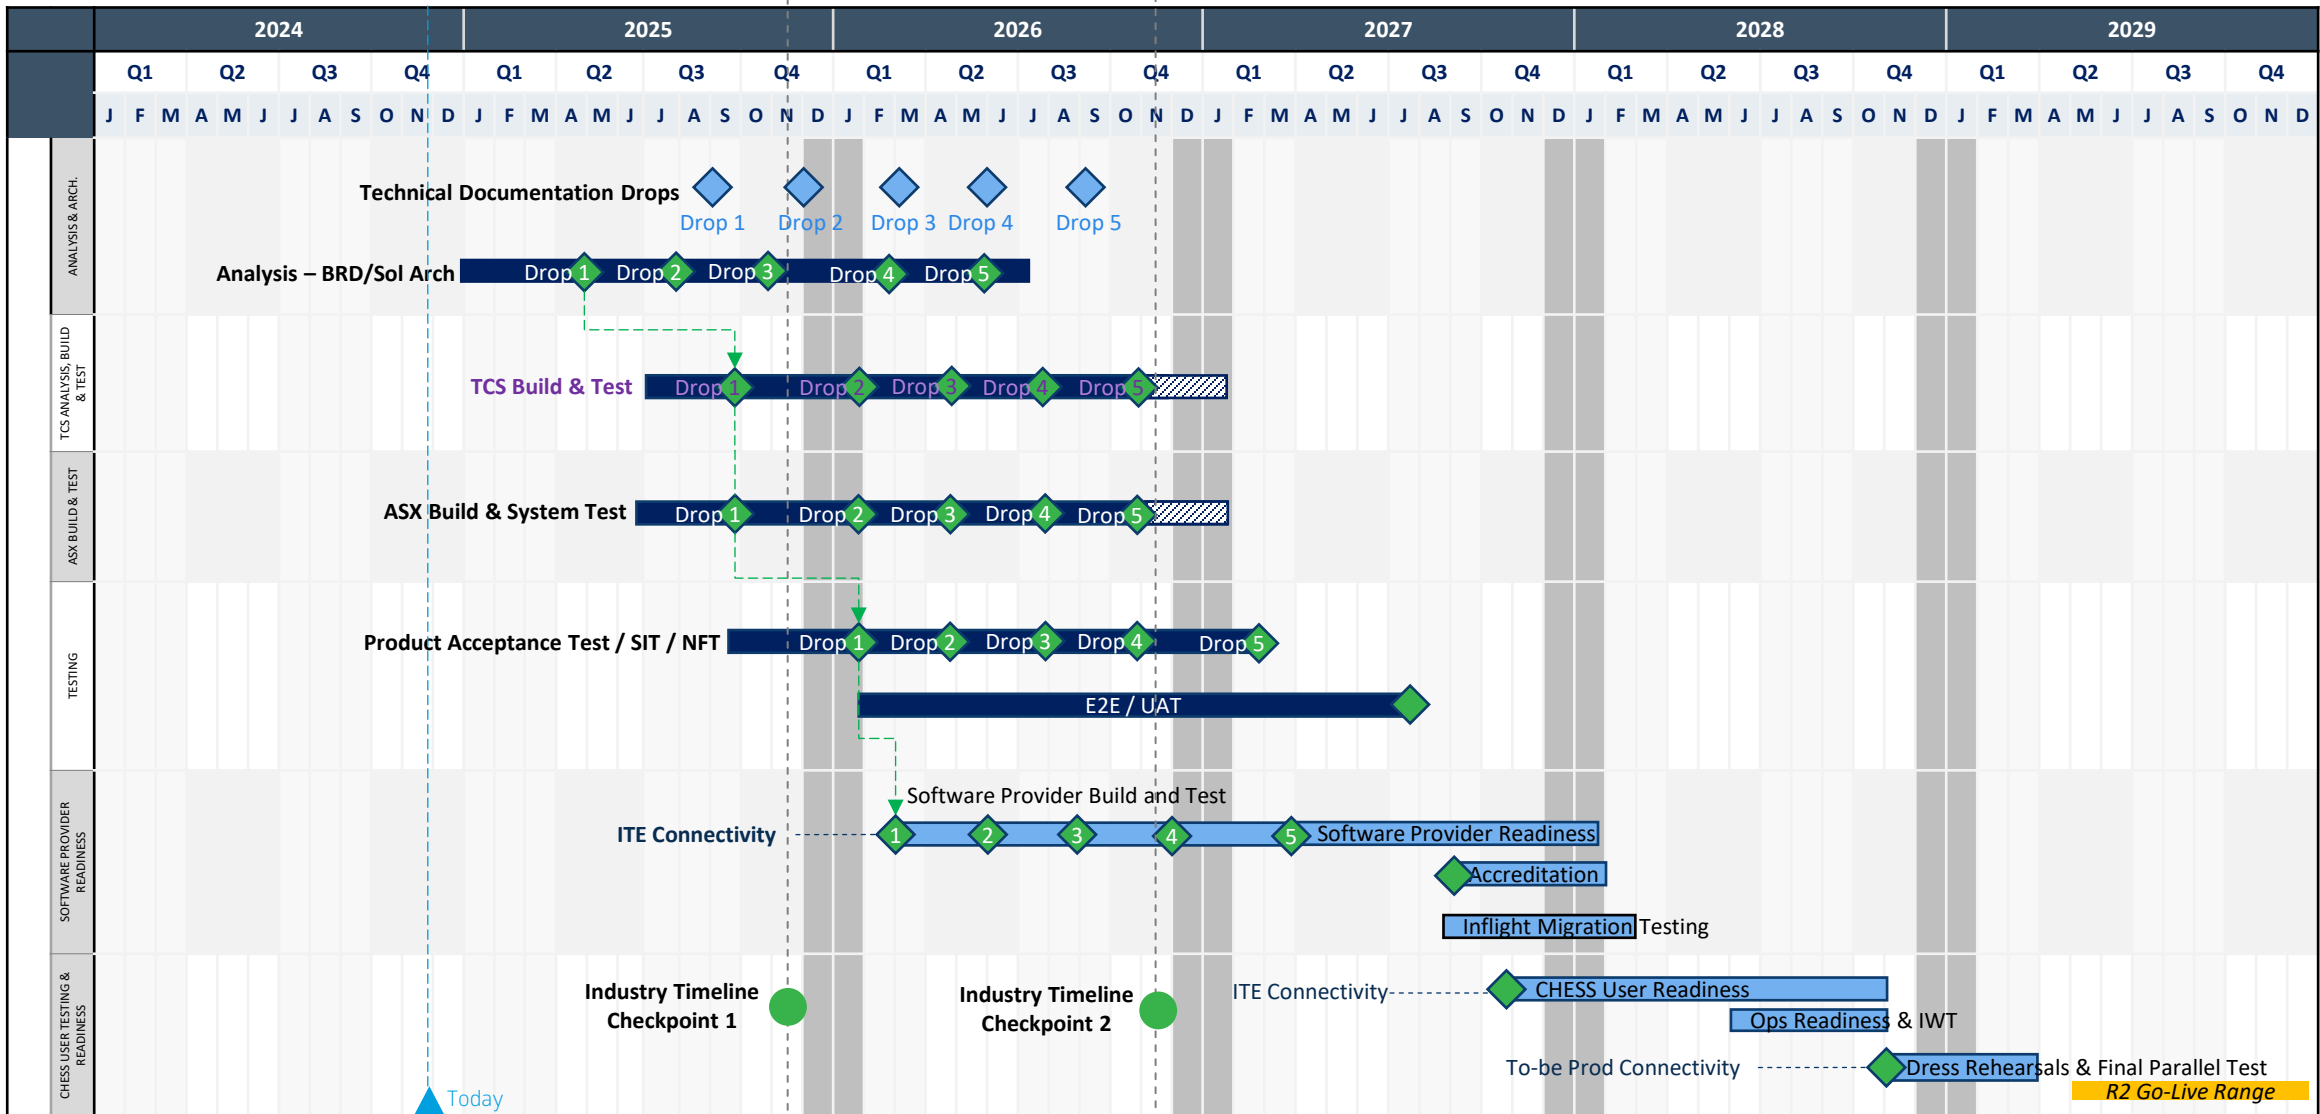 2024 2025 2026 2027 2028 2029
Q1 Q2 Q3 Q4 Q1 Q2 Q3 Q4 Q1 Q2 Q3 Q4 Q1 Q2 Q3 Q4 Q1 Q2 Q3 Q4 Q1 Q2 Q3 Q4
J F M A M J J A S O N D J F M A M J J A S O N D J F M A M J J A S O N D J F M A M J J A S O N D J F M A M J J A S O N D J F M A M J J A S O N D
ANALYSIS & ARCH.
Technical Documentation Drops
Drop 1 Drop 2 Drop 3 Drop 4 Drop 5
Analysis – BRD/Sol Arch Drop 1 Drop 2 Drop 3 Drop 4 Drop 5
TCS ANALYSIS, BUILD
& TEST
TCS Build & Test Drop 1 Drop 2 Drop 3 Drop 4 Drop 5
ASX BUILD & TEST
ASX Build & System Test Drop 1 Drop 2 Drop 3 Drop 4 Drop 5
TESTING
Product Acceptance Test / SIT / NFT Drop 1 Drop 2 Drop 3 Drop 4 Drop 5
E2E / UAT
SOFTWARE PROVIDER
READINESS
Software Provider Build and Test
ITE Connectivity 1 2 3 4 5 Software Provider Readiness
Accreditation
Inflight Migration Testing
CHESS USER TESTING &
READINESS
Industry Timeline
Checkpoint 1
Industry Timeline
Checkpoint 2
ITE Connectivity CHESS User Readiness
Ops Readiness & IWT
To-be Prod Connectivity Dress Rehearsals & Final Parallel Test
R2 Go-Live Range
Today